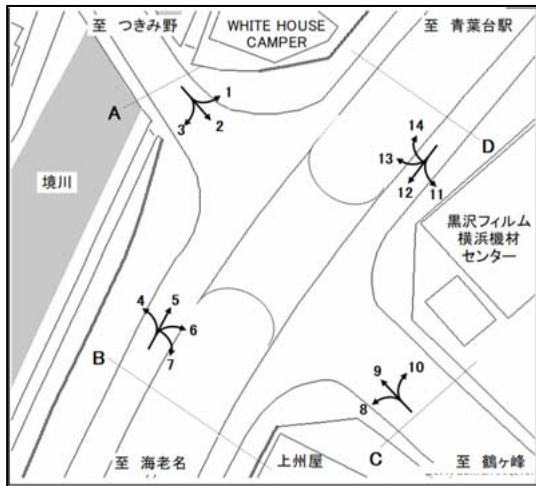 至 つきみ野
WHITE HOUSE
CAMPER
至 青葉台駅
A
1
2
3
14
13
12
11
D
境川
黒沢フィルム
横浜機材
センター
4
5
6
7
B
9
10
8
C
至 海老名
上州屋
至 鶴ヶ峰